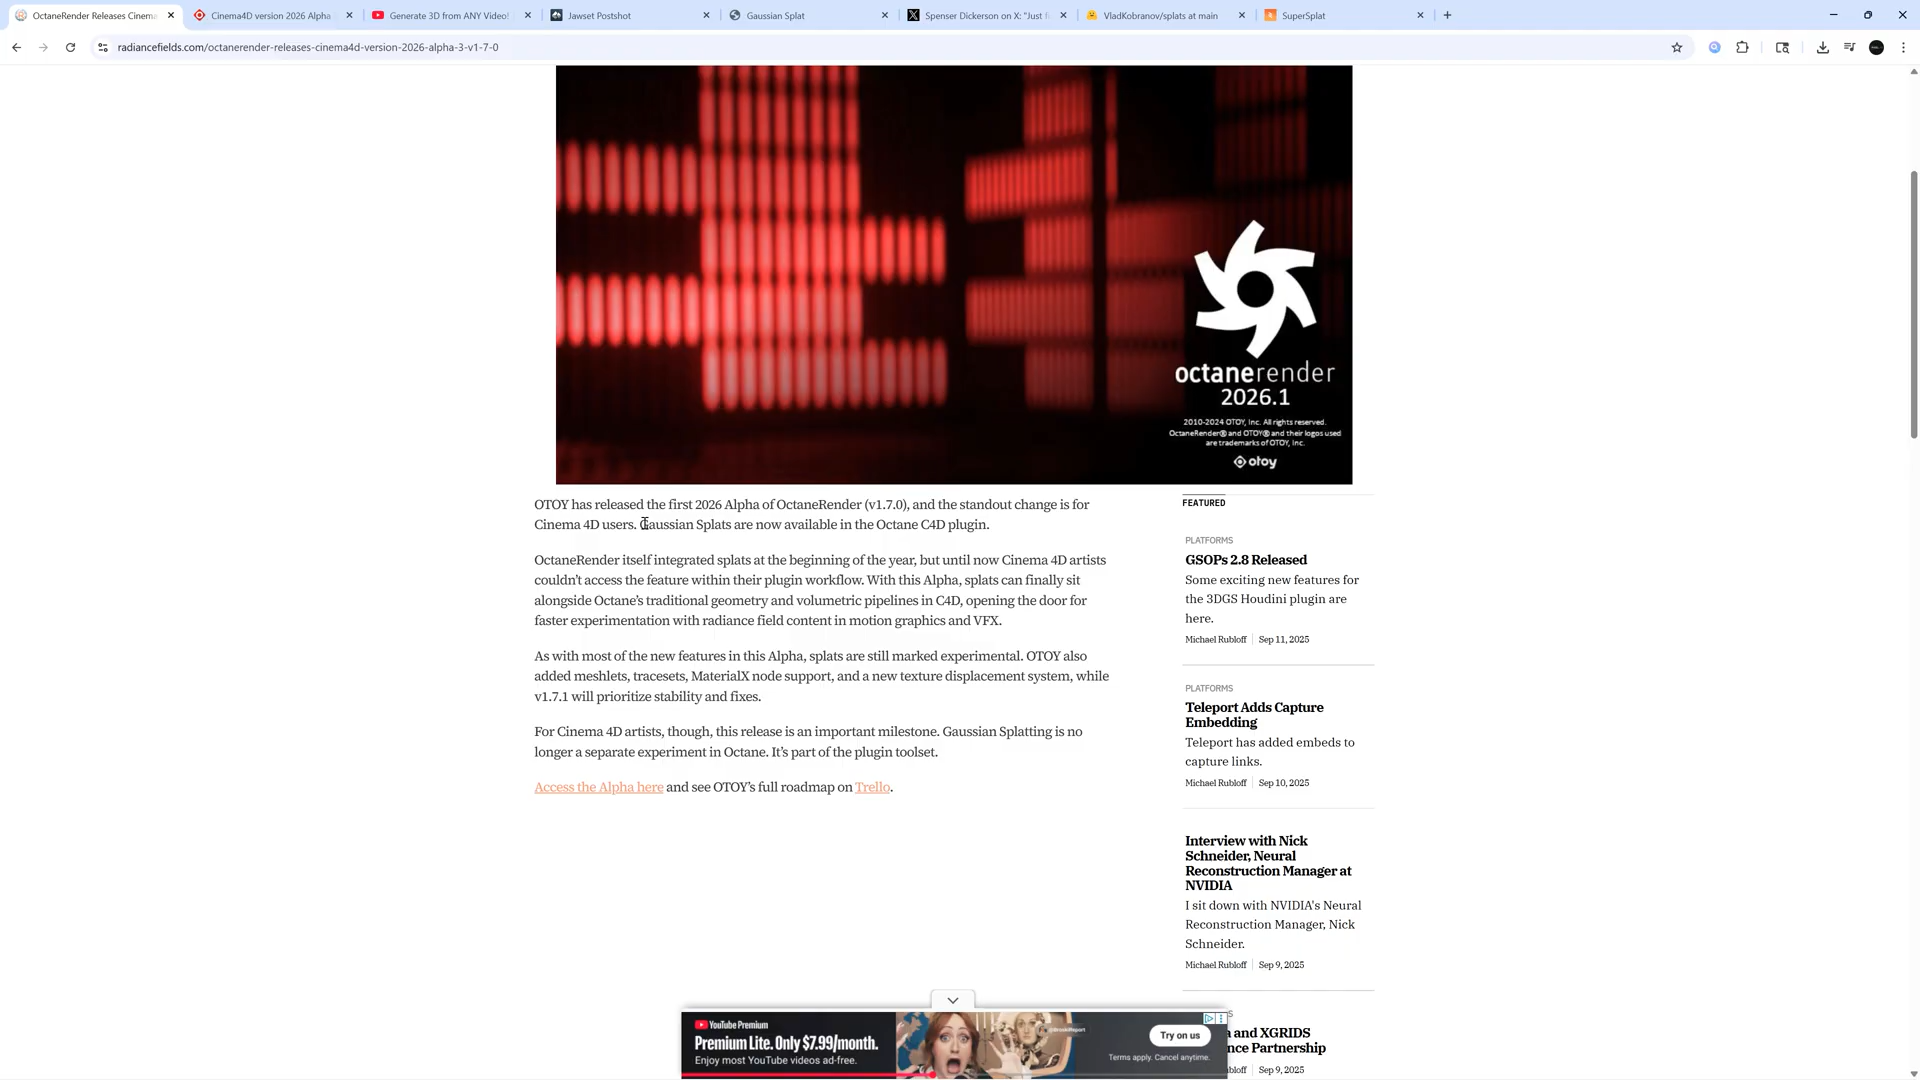 OctaneRender Releases Cinema
Cinema4D version 2026 Alpha
Generate 3D from ANY Video!
Jawset Postshot
Gaussian Splat
Spenser Dickerson on X: "Just f
VladKobranov/splats at main
SuperSplat
radiancefields.com/octanerender-releases-cinema4d-version-2026-alpha-3-v1-7-0
octanerender
2026.1
2010-2024 OTOY, Inc. All rights reserved.
OctaneRender® and OTOY® and their logos used
are trademarks of OTOY, Inc.
otoy
OTOY has released the first 2026 Alpha of OctaneRender (v1.7.0), and the standout change is for
Cinema 4D users. Gaussian Splats are now available in the Octane C4D plugin.
OctaneRender itself integrated splats at the beginning of the year, but until now Cinema 4D artists
couldn't access the feature within their plugin workflow. With this Alpha, splats can finally sit
alongside Octane's traditional geometry and volumetric pipelines in C4D, opening the door for
faster experimentation with radiance field content in motion graphics and VFX.
As with most of the new features in this Alpha, splats are still marked experimental. OTOY also
added meshlets, tracesets, MaterialX node support, and a new texture displacement system, while
v1.7.1 will prioritize stability and fixes.
For Cinema 4D artists, though, this release is an important milestone. Gaussian Splatting is no
longer a separate experiment in Octane. It's part of the plugin toolset.
Access the Alpha here and see OTOY's full roadmap on Trello.
FEATURED
PLATFORMS
GSOPs 2.8 Released
Some exciting new features for
the 3DGS Houdini plugin are
here.
Michael Rubloff Sep 11, 2025
PLATFORMS
Teleport Adds Capture
Embedding
Teleport has added embeds to
capture links.
Michael Rubloff Sep 10, 2025
Interview with Nick
Schneider, Neural
Reconstruction Manager at
NVIDIA
I sit down with NVIDIA's Neural
Reconstruction Manager, Nick
Schneider.
Michael Rubloff Sep 9, 2025
and XGRIDS
Partnership
Sep 9, 2025
YouTube Premium
Premium Lite. Only $7.99/month.
Enjoy most YouTube videos ad-free.
Try on us
Terms apply. Cancel anytime.